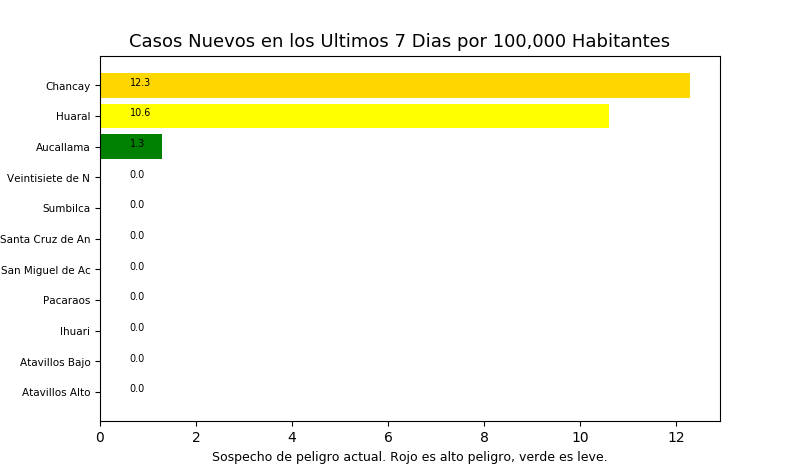 Casos Nuevos en los Ultimos 7 Dias por 100,000 Habitantes
Chancay 12.3
Huaral 10.6
Aucallama 1.3
Veintisiete de N 0.0
Sumbilca 0.0
Santa Cruz de An 0.0
San Miguel de Ac 0.0
Pacaraos 0.0
Ihuari 0.0
Atavillos Bajo 0.0
Atavillos Alto 0.0
0 2 4 6 8 10 12
Sospecho de peligro actual. Rojo es alto peligro, verde es leve.